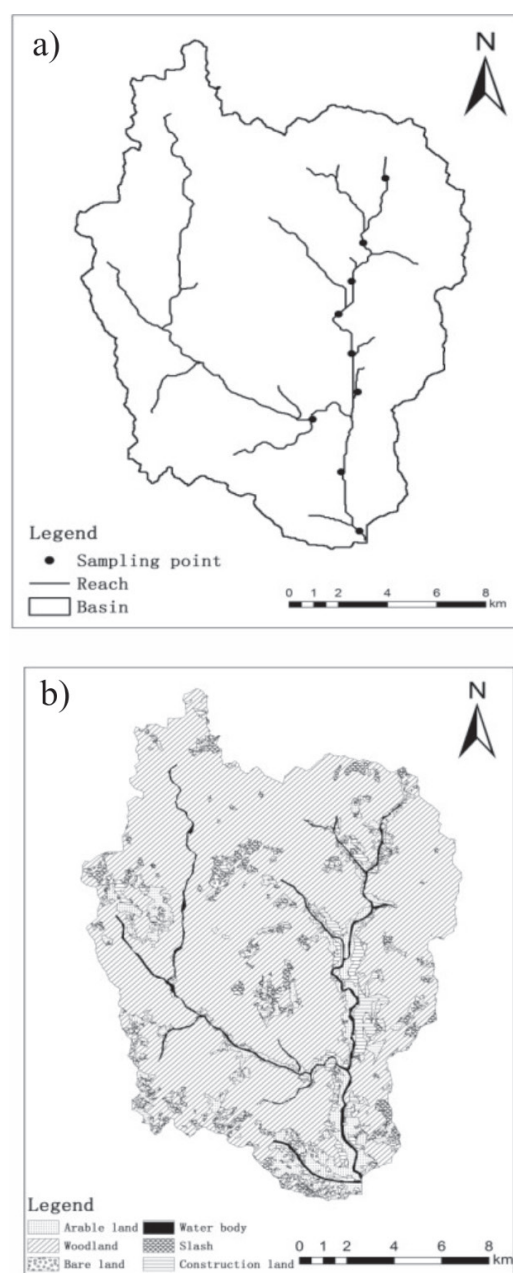 a)
N
Legend
Sampling point
Reach
Basin
0 1 2 4 6 8
km
b)
N
Legend
Arable land Water body
Woodland Slash
Bare land Construction land
0 1 2 4 6 8
km